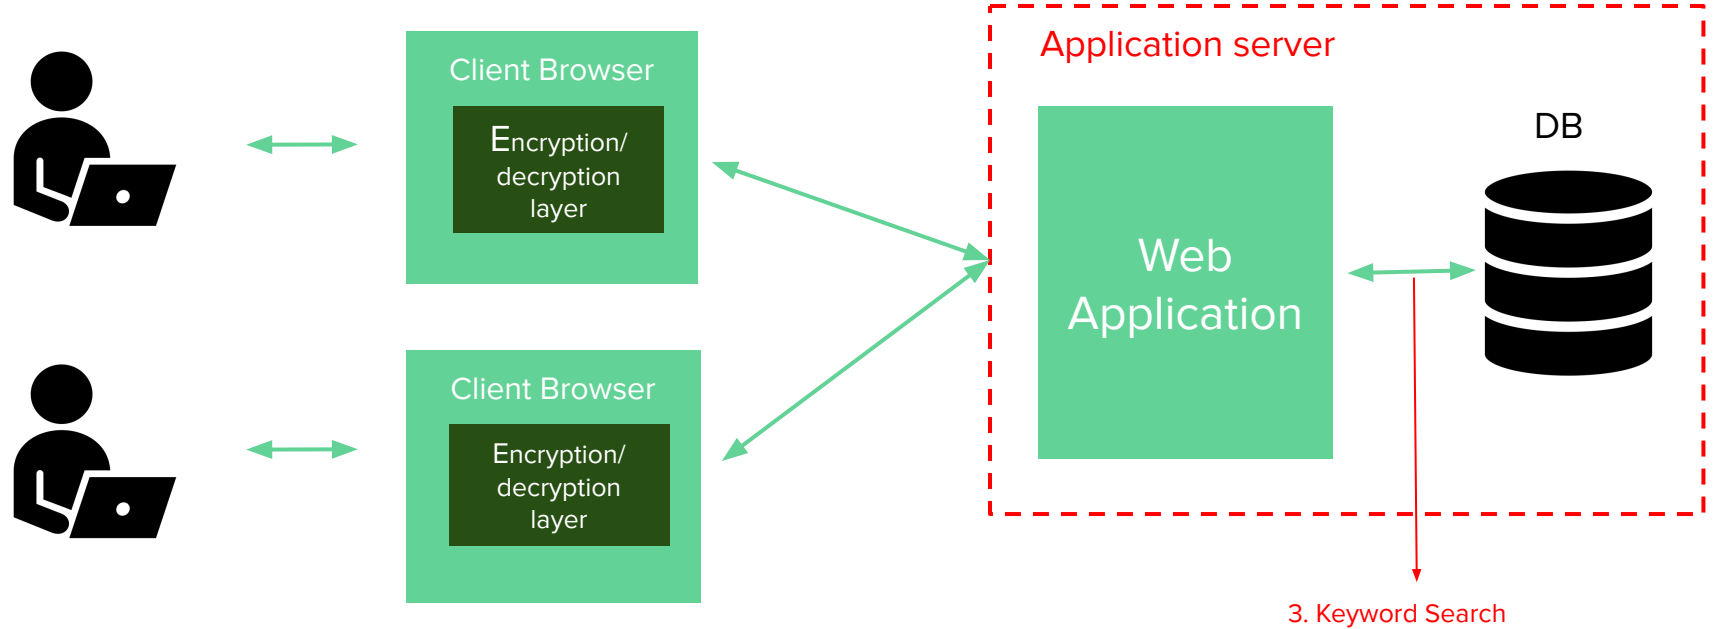 Client Browser
Encryption/
decryption
layer
Client Browser
Encryption/
decryption
layer
Application server
Web
Application
DB
3. Keyword Search